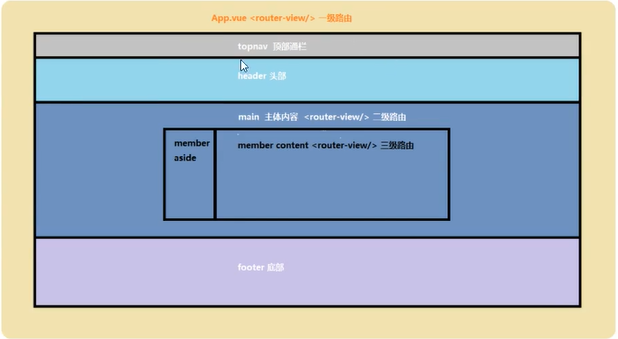 App.vue <router-view/> 一级路由
topnav 顶部通栏
header 头部
main 主体内容 <router-view/> 二级路由
member
aside
member content <router-view/> 三级路由
footer 底部